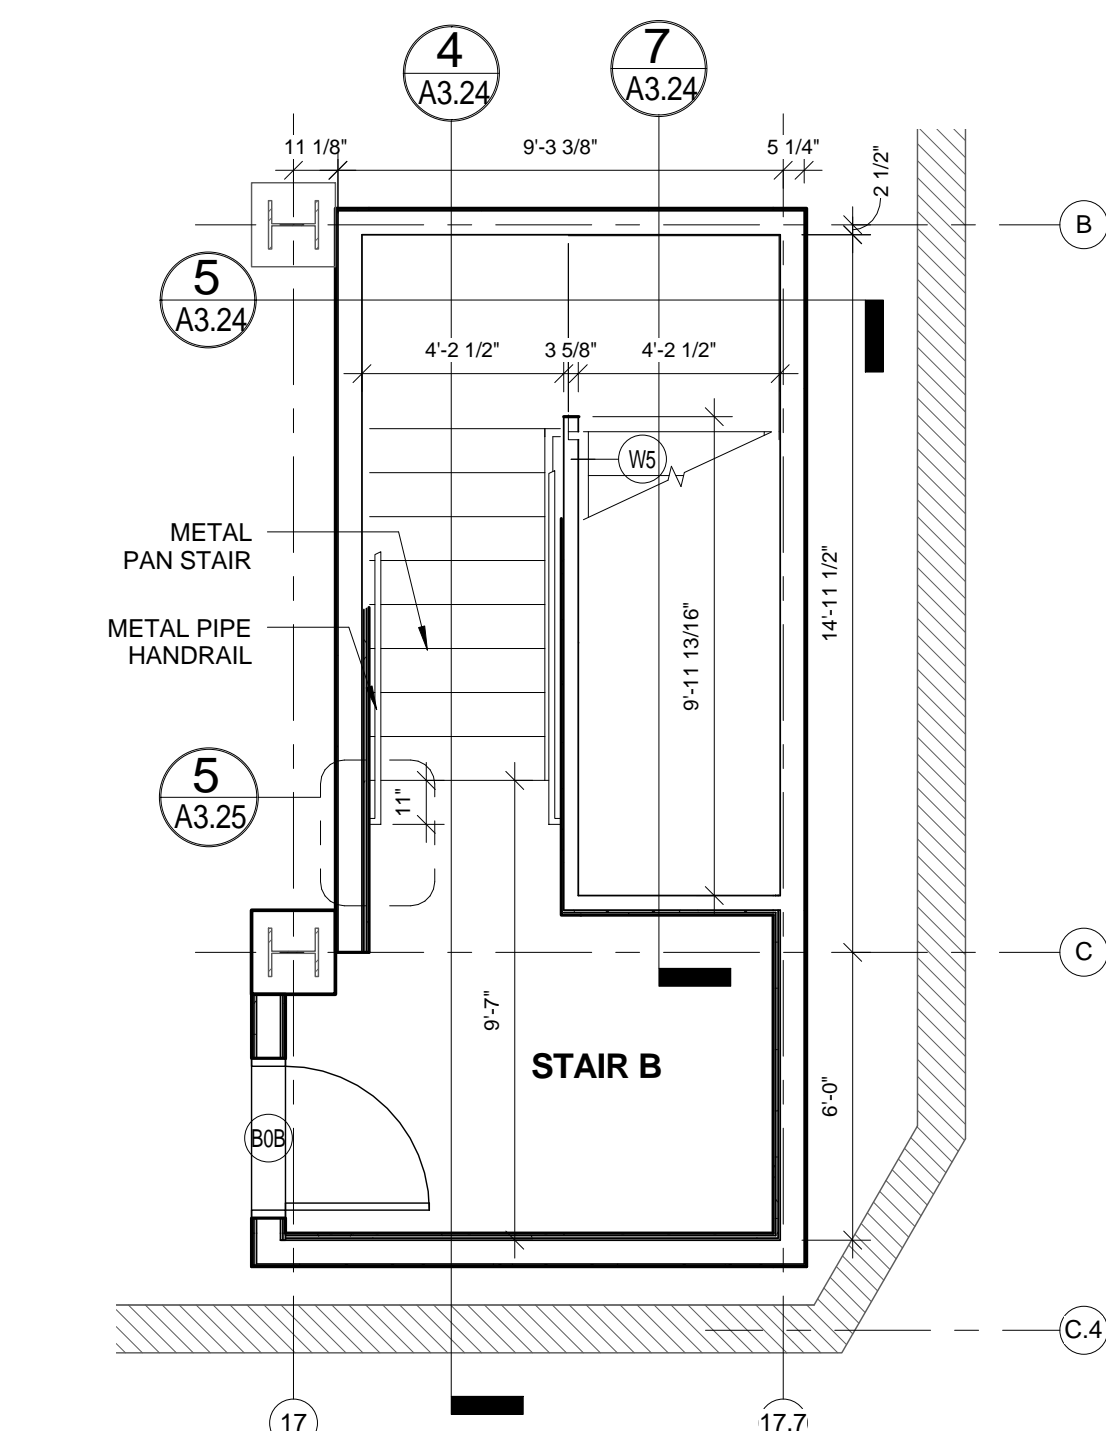 4
A3.24
7
A3.24
11 1/8"
9'-3 3/8"
5 1/4"
2 1/2"
B
5
A3.24
4'-2 1/2"
3 5/8"
4'-2 1/2"
W5
METAL
PAN STAIR
14'-11 1/2"
METAL PIPE
HANDRAIL
9'-11 13/16"
5
A3.25
11"
C
9'-7"
STAIR B
6'-0"
B0B
C.4
17
17.7